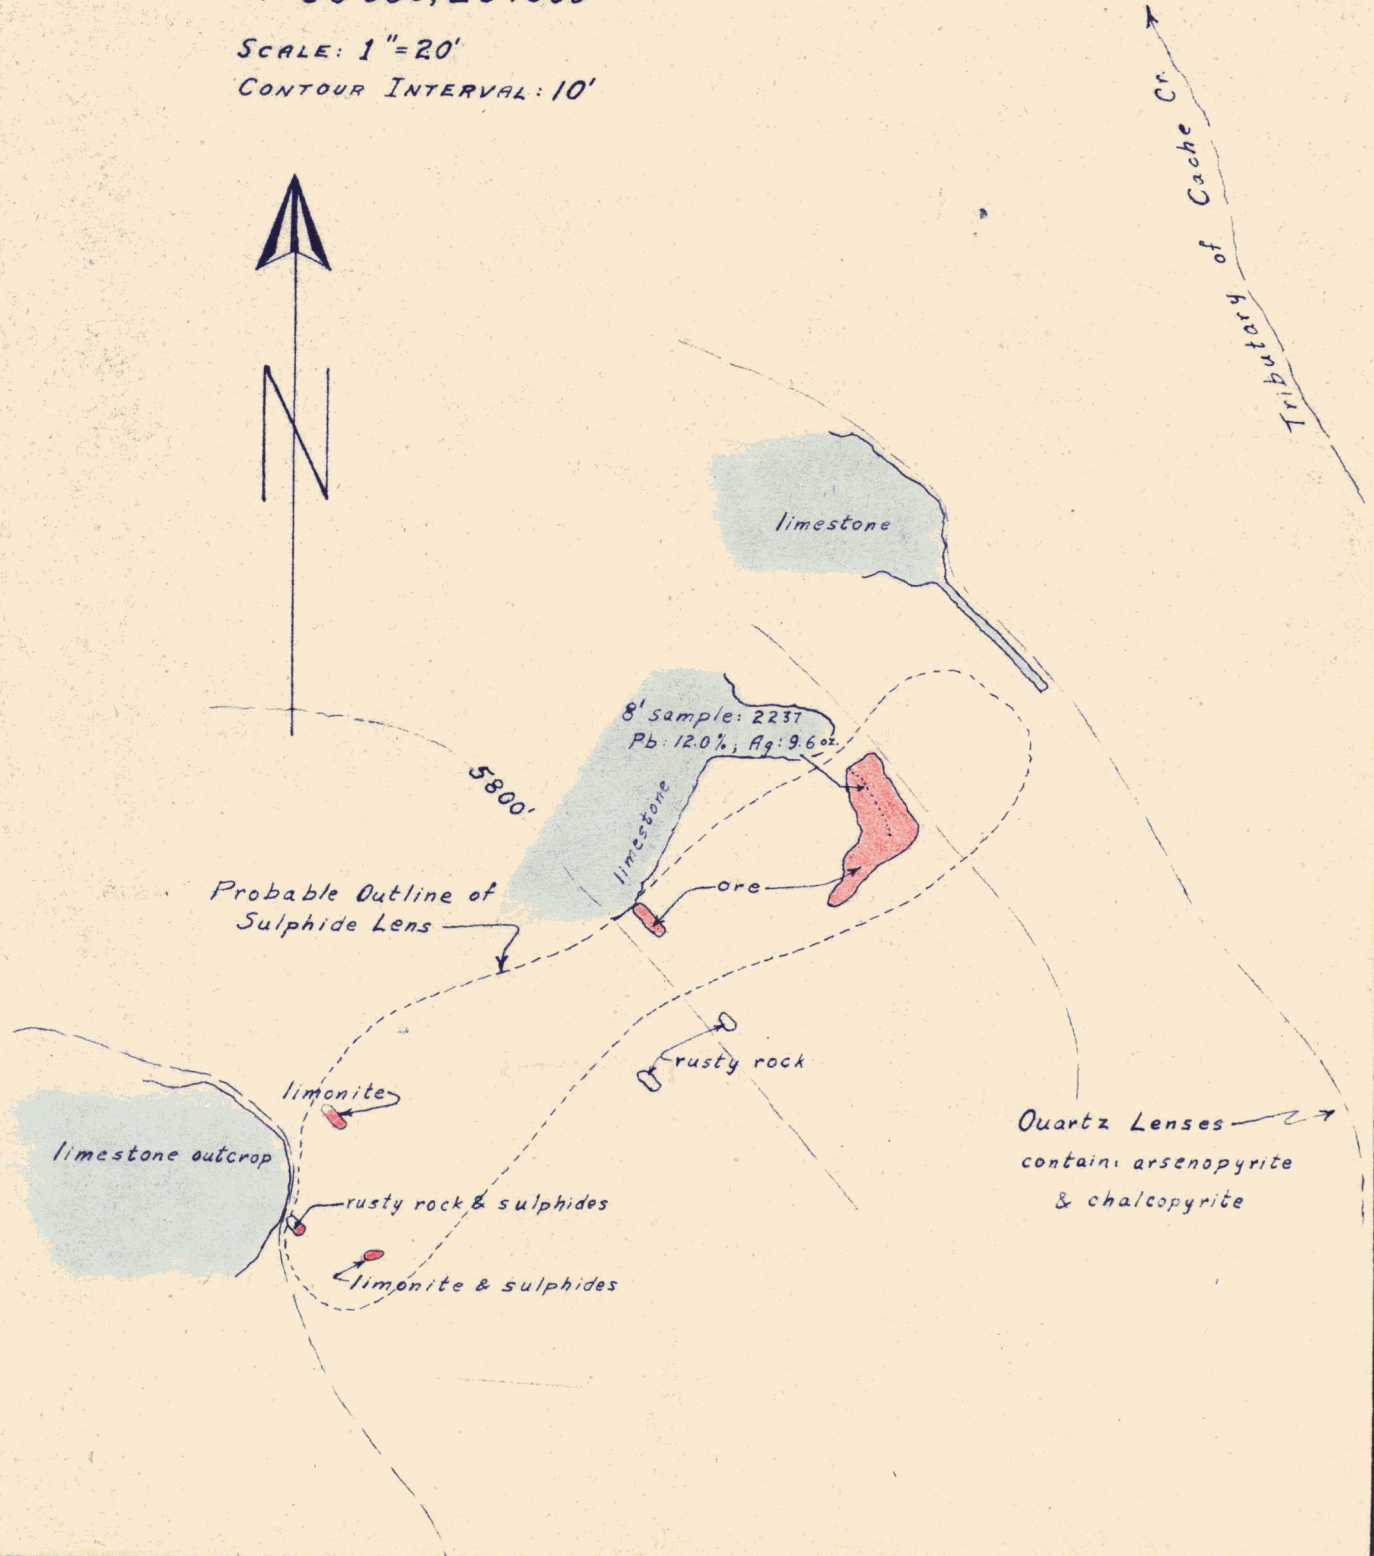 SCALE: 1"=20'
CONTOUR INTERVAL: 10'
Tributary of Cache Cr.
N
limestone
8' sample: 2237
Pb: 12.0%, Ag: 9.6 oz.
limestone
5800'
ore
Probable Outline of
Sulphide Lens
rusty rock
limonite
Quartz Lenses
contain: arsenopyrite
& chalcopyrite
limestone outcrop
rusty rock & sulphides
limonite & sulphides